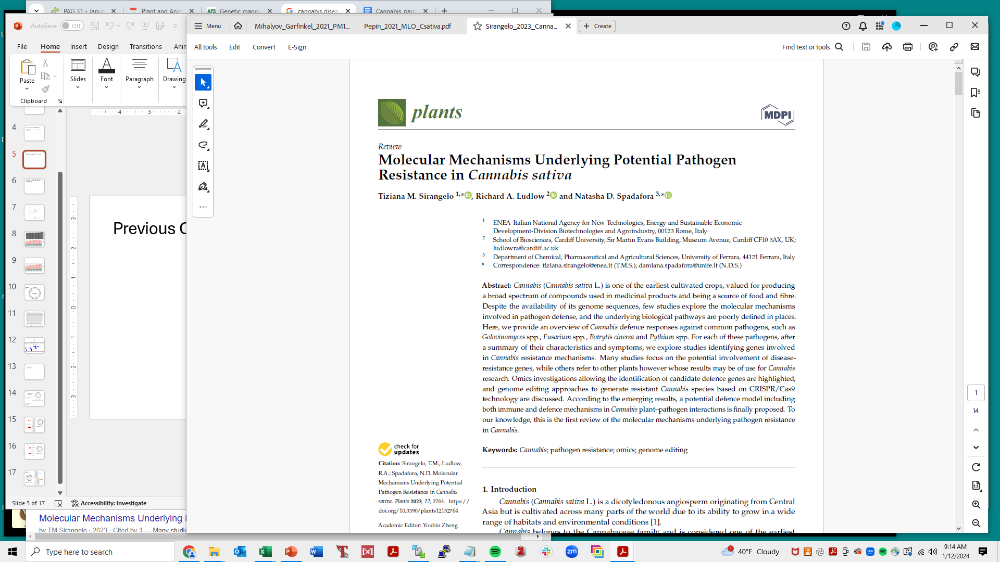 PAG 31 - Janua
Plant and Anim
APS Genetic mappi
cannabis disea
Cannabis_pan
AutoSave Off
File Home Insert Design Transitions Ani
Paste
Slides
Font
Paragraph
Drawing
Clipboard
4 3 2
4
5
6
7
8
9
10
11
12
13
14
15
16
17
3
2
1
0
1
2
3
Previous C
Slide 5 of 17
Accessibility: Investigate
Molecular Mechanisms Underlying
by TM Sirangelo · 2023 · Cited by 1 — Many studie
Menu
Mihalyov_Garfinkel_2021_PM1...
Pepin_2021_MLO_Csativa.pdf
Sirangelo_2023_Canna...
Create
All tools Edit Convert E-Sign
Find text or tools
plants
MDPI
Review
Molecular Mechanisms Underlying Potential Pathogen
Resistance in Cannabis sativa
Tiziana M. Sirangelo 1,*, Richard A. Ludlow 2 and Natasha D. Spadafora 3,*
1 ENEA-Italian National Agency for New Technologies, Energy and Sustainable Economic
Development-Division Biotechnologies and Agroindustry, 00123 Rome, Italy
2 School of Biosciences, Cardiff University, Sir Martin Evans Building, Museum Avenue, Cardiff CF10 3AX, UK;
ludlowra@cardiff.ac.uk
3 Department of Chemical, Pharmaceutical and Agricultural Sciences, University of Ferrara, 44121 Ferrara, Italy
* Correspondence: tiziana.sirangelo@enea.it (T.M.S.); damiana.spadafora@unife.it (N.D.S.)
Abstract: Cannabis (Cannabis sativa L.) is one of the earliest cultivated crops, valued for producing
a broad spectrum of compounds used in medicinal products and being a source of food and fibre.
Despite the availability of its genome sequences, few studies explore the molecular mechanisms
involved in pathogen defense, and the underlying biological pathways are poorly defined in places.
Here, we provide an overview of Cannabis defence responses against common pathogens, such as
Golovinomyces spp., Fusarium spp., Botrytis cinerea and Pythium spp. For each of these pathogens, after
a summary of their characteristics and symptoms, we explore studies identifying genes involved
in Cannabis resistance mechanisms. Many studies focus on the potential involvement of disease-
resistance genes, while others refer to other plants however whose results may be of use for Cannabis
research. Omics investigations allowing the identification of candidate defence genes are highlighted,
and genome editing approaches to generate resistant Cannabis species based on CRISPR/Cas9
technology are discussed. According to the emerging results, a potential defence model including
both immune and defence mechanisms in Cannabis plant–pathogen interactions is finally proposed. To
our knowledge, this is the first review of the molecular mechanisms underlying pathogen resistance
in Cannabis.
Keywords: Cannabis; pathogen resistance; omics; genome editing
check for
updates
Citation: Sirangelo, T.M.; Ludlow,
R.A.; Spadafora, N.D. Molecular
Mechanisms Underlying Potential
Pathogen Resistance in Cannabis
sativa. Plants 2023, 12, 2764. https://
doi.org/10.3390/plants12152764
Academic Editor: Youbin Zheng
1. Introduction
Cannabis (Cannabis sativa L.) is a dicotyledonous angiosperm originating from Central
Asia but is cultivated across many parts of the world due to its ability to grow in a wide
range of habitats and environmental conditions [1].
Cannabis belongs to the Cannabaceae family and is considered one of the earliest
1
14
Type here to search
40°F Cloudy
9:14 AM
1/12/2024